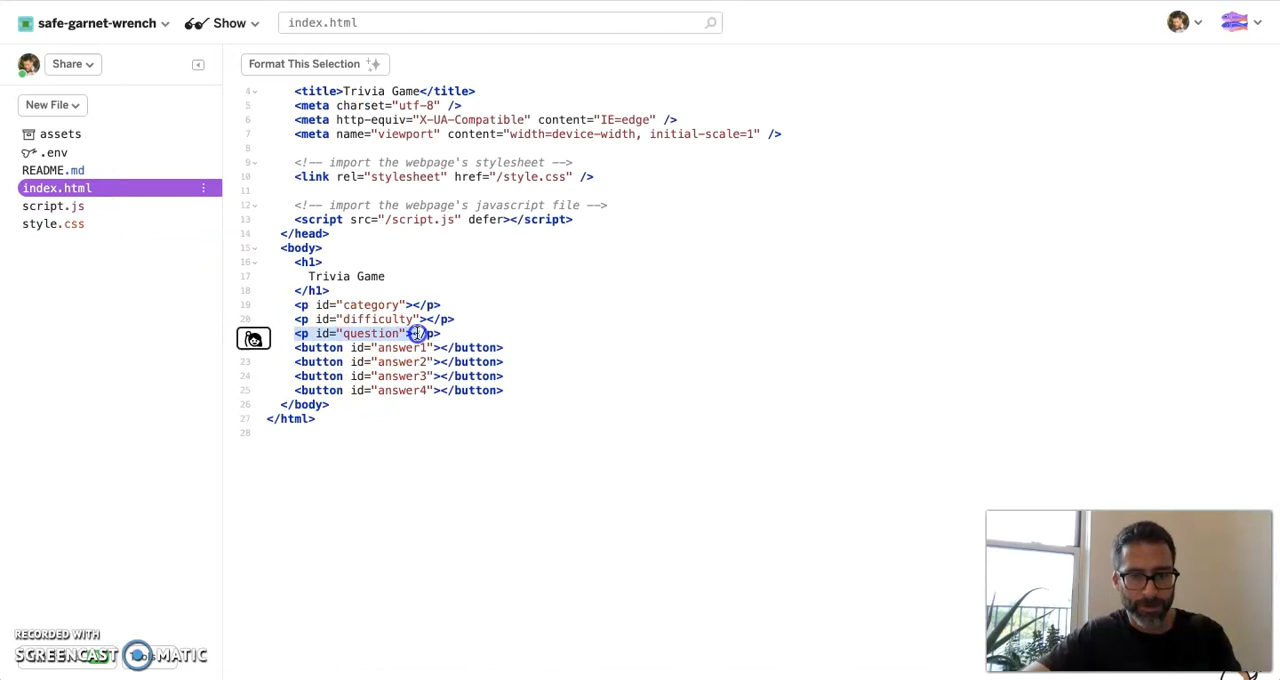 safe-garnet-wrench
Show
index.html
Share
Format This Selection
New File
assets
.env
README.md
index.html
script.js
style.css
4 <title>Trivia Game</title>
5 <meta charset="utf-8" />
6 <meta http-equiv="X-UA-Compatible" content="IE=edge" />
7 <meta name="viewport" content="width=device-width, initial-scale=1" />
8
9 <!-- import the webpage's stylesheet -->
10 <link rel="stylesheet" href="/style.css" />
11
12 <!-- import the webpage's javascript file -->
13 <script src="/script.js" defer></script>
14 </head>
15 <body>
16 <h1>
17 Trivia Game
18 </h1>
19 <p id="category"></p>
20 <p id="difficulty"></p>
<p id="question"></p>
<button id="answer1"></button>
23 <button id="answer2"></button>
24 <button id="answer3"></button>
25 <button id="answer4"></button>
26 </body>
27 </html>
28
RECORDED WITH
SCREENCAST MATIC